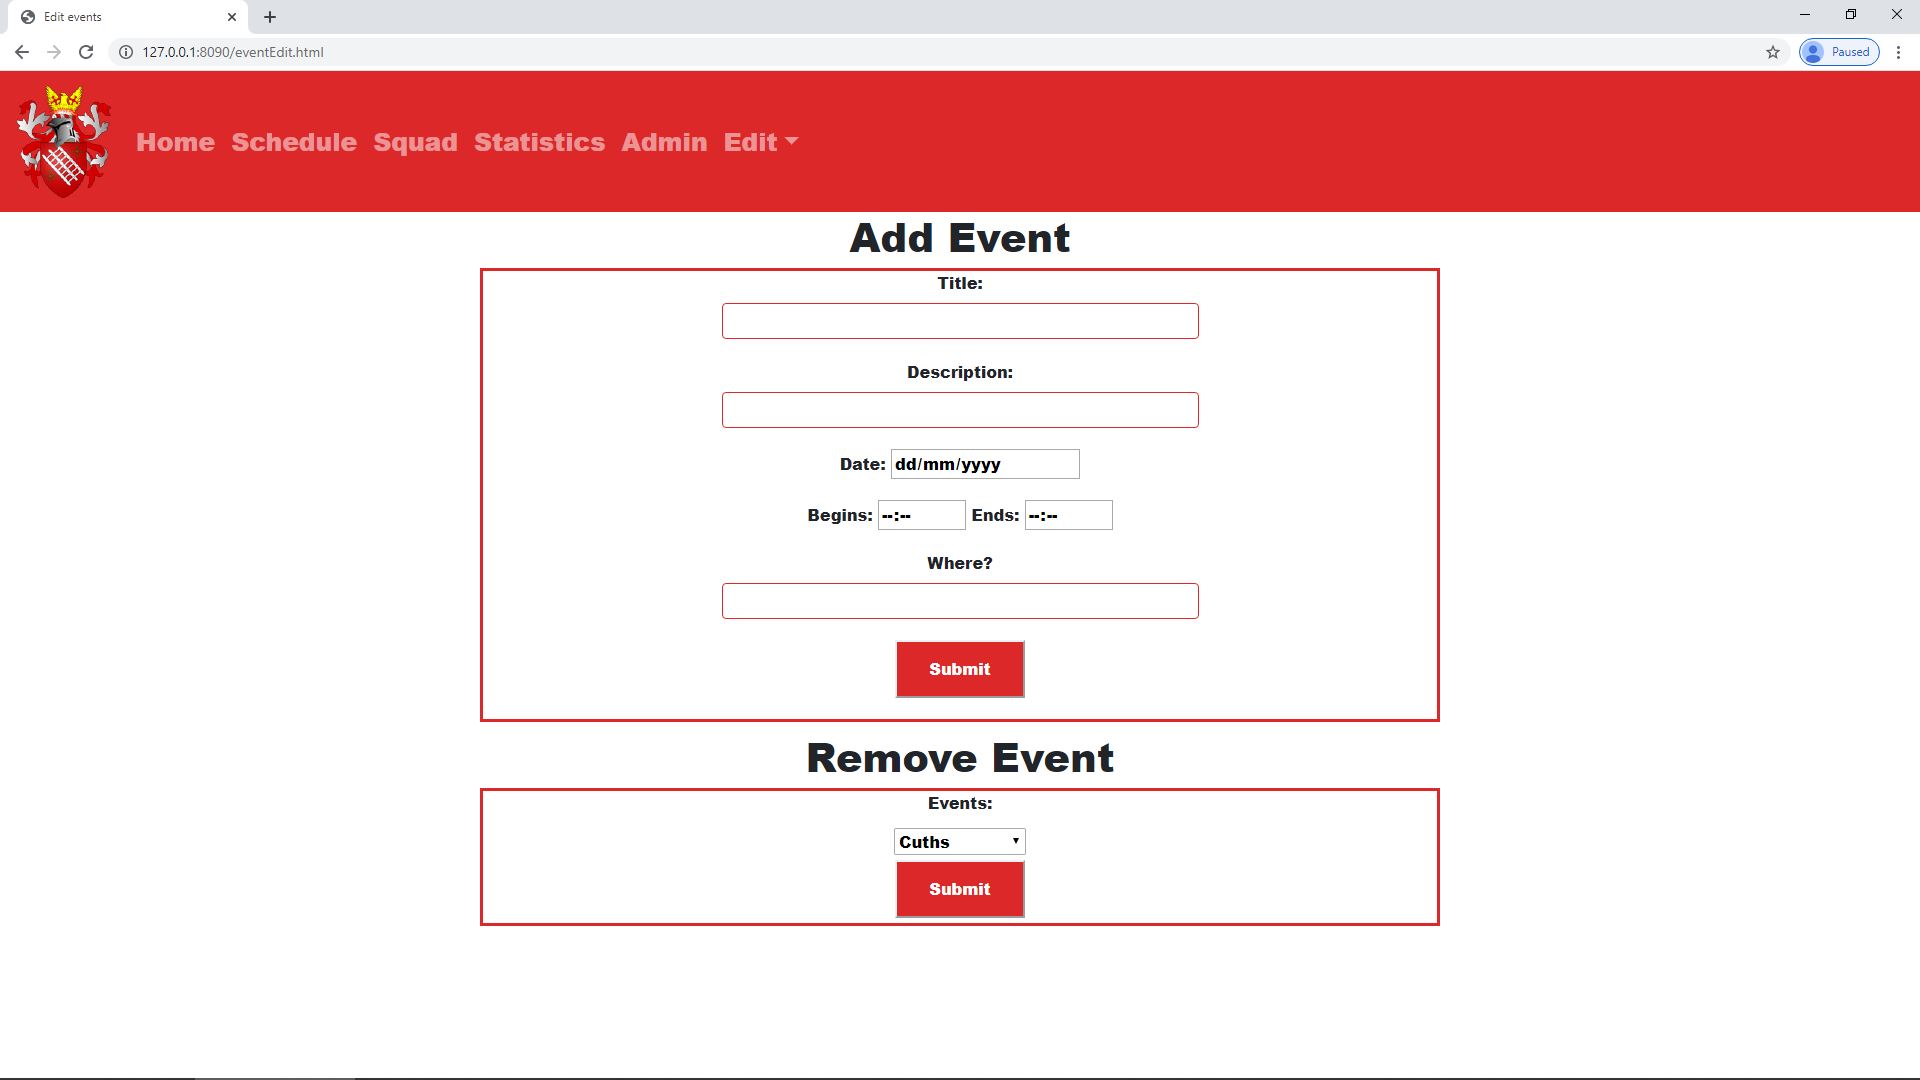 Edit events
127.0.0.1:8090/eventEdit.html
Paused
Home Schedule Squad Statistics Admin Edit
Add Event
Title:
Description:
Date: dd/mm/yyyy
Begins: --:-- Ends: --:--
Where?
Submit
Remove Event
Events:
Cuths
Submit